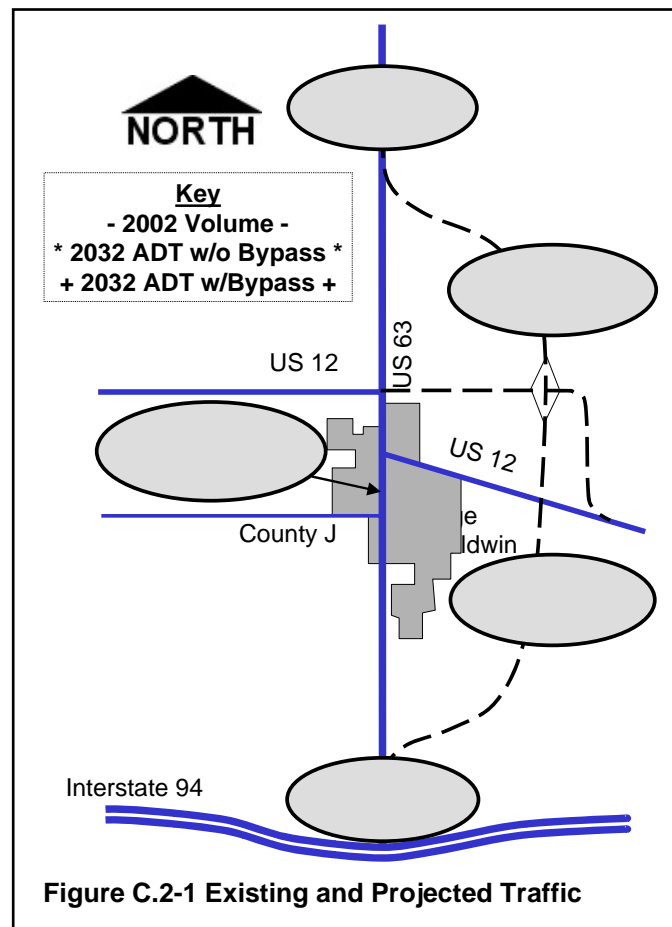 NORTH
Key
- 2002 Volume -
* 2032 ADT w/o Bypass *
+ 2032 ADT w/Bypass +
US 63
US 12
US 12
County J
Interstate 94
Figure C.2-1 Existing and Projected Traffic